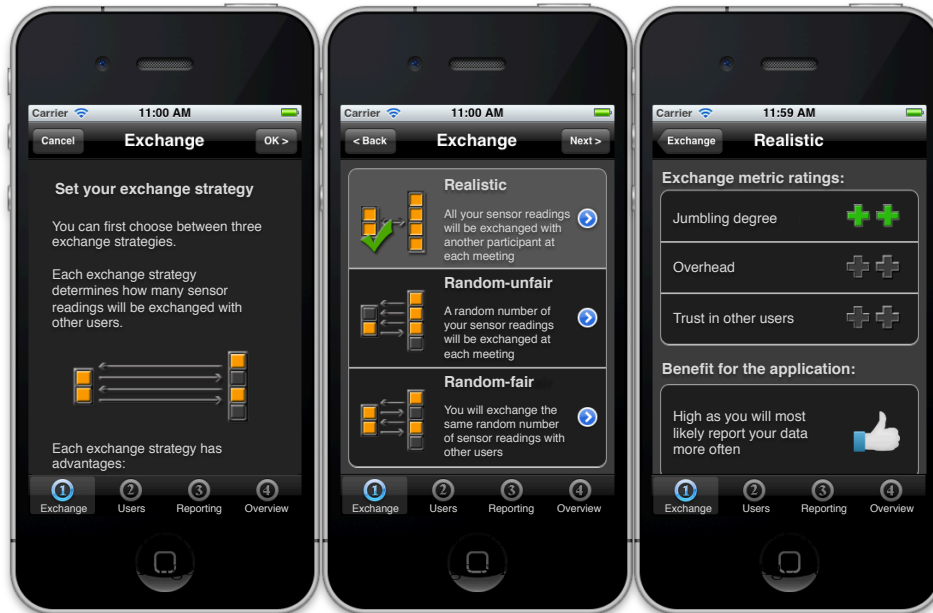 Carrier
11:00 AM
Cancel
Exchange
OK >
Set your exchange strategy
You can first choose between three
exchange strategies.
Each exchange strategy
determines how many sensor
readings will be exchanged with
other users.
Each exchange strategy has
advantages:
1
2
3
4
Exchange
Users
Reporting
Overview
Carrier
11:00 AM
< Back
Exchange
Next >
Realistic
All your sensor readings
will be exchanged with
another participant at
each meeting
Random-unfair
A random number of
your sensor readings
will be exchanged at
each meeting
Random-fair
You will exchange the
same random number
of sensor readings with
other users
1
2
3
4
Exchange
Users
Reporting
Overview
Carrier
11:59 AM
Exchange
Realistic
Exchange metric ratings:
Jumbling degree
Overhead
Trust in other users
Benefit for the application:
High as you will most
likely report your data
more often
1
2
3
4
Exchange
Users
Reporting
Overview